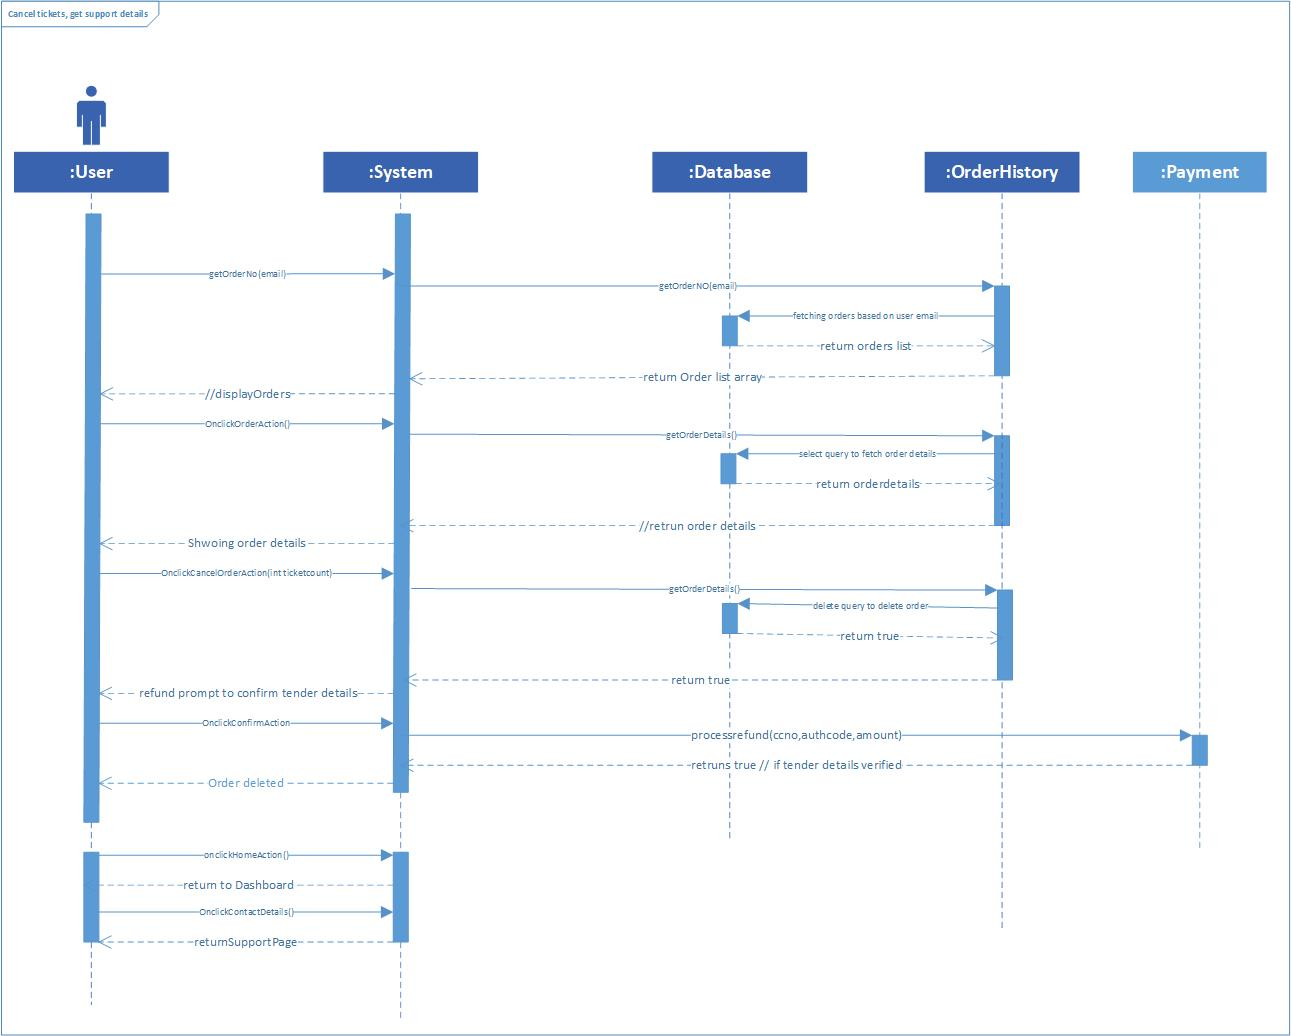 Cancel tickets, get support details
:User
:System
:Database
:OrderHistory
:Payment
getOrderNo(email)
getOrderNO(email)
fetching orders based on user email
return orders list
return Order list array
//displayOrders
OnclickOrderAction()
getOrderDetails()
select query to fetch order details
return orderdetails
//retrun order details
Shwoing order details
OnclickCancelOrderAction(int ticketcount)
getOrderDetails()
delete query to delete order
return true
return true
refund prompt to confirm tender details
OnclickConfirmAction
processrefund(ccno,authcode,amount)
retruns true // if tender details verified
Order deleted
onclickHomeAction()
return to Dashboard
OnclickContactDetails()
returnSupportPage